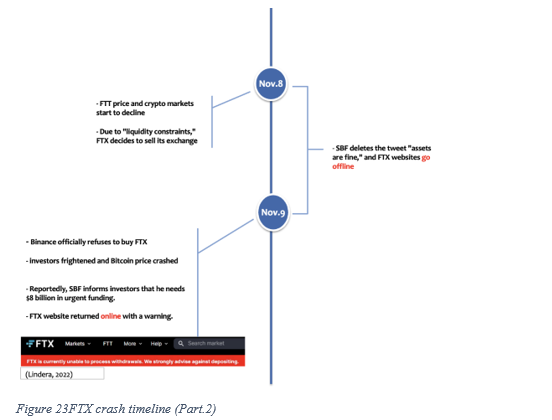 Nov.8
- FTT price and crypto markets
start to decline
- Due to "liquidity constraints,"
FTX decides to sell its exchange
- SBF deletes the tweet "assets
are fine," and FTX websites go
offline
Nov.9
- Binance officially refuses to buy FTX
- investors frightened and Bitcoin price crashed
- Reportedly, SBF informs investors that he needs
$8 billion in urgent funding.
- FTX website returned online with a warning.
FTX Markets FTT More Help Search market
FTX is currently unable to process withdrawals. We strongly advise against depositing.
(Lindera, 2022)
Figure 23FTX crash timeline (Part.2)